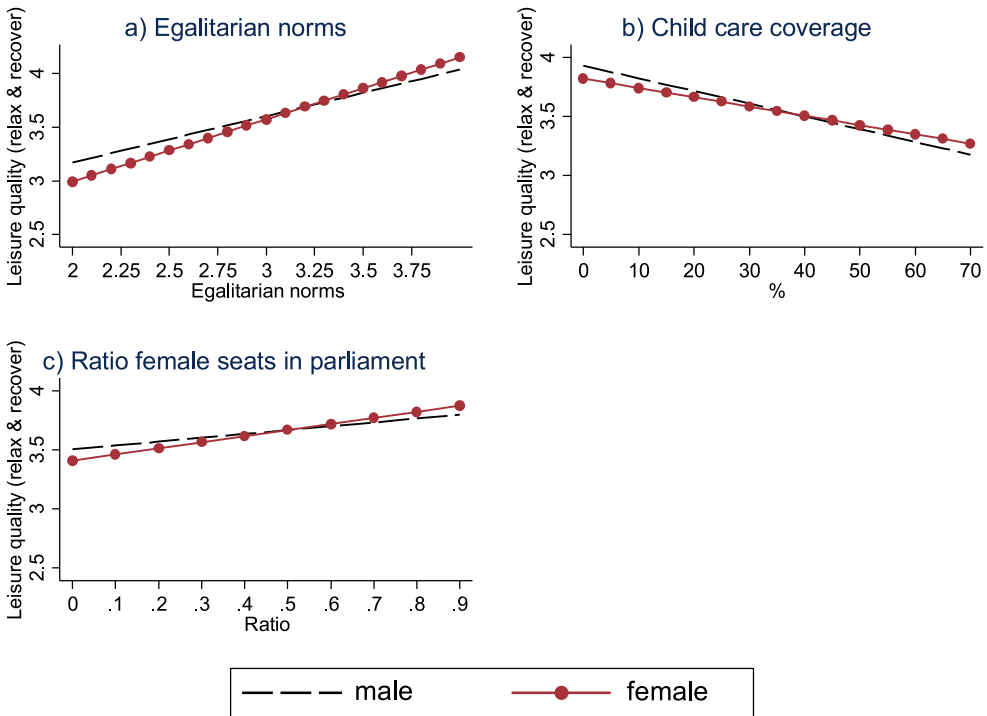 a) Egalitarian norms
Leisure quality (relax & recover)
4
3.5
3
2.5
2 2.25 2.5 2.75 3 3.25 3.5 3.75
Egalitarian norms
b) Child care coverage
Leisure quality (relax & recover)
4
3.5
3
2.5
0 10 20 30 40 50 60 70
%
c) Ratio female seats in parliament
Leisure quality (relax & recover)
4
3.5
3
2.5
0 .1 .2 .3 .4 .5 .6 .7 .8 .9
Ratio
male female